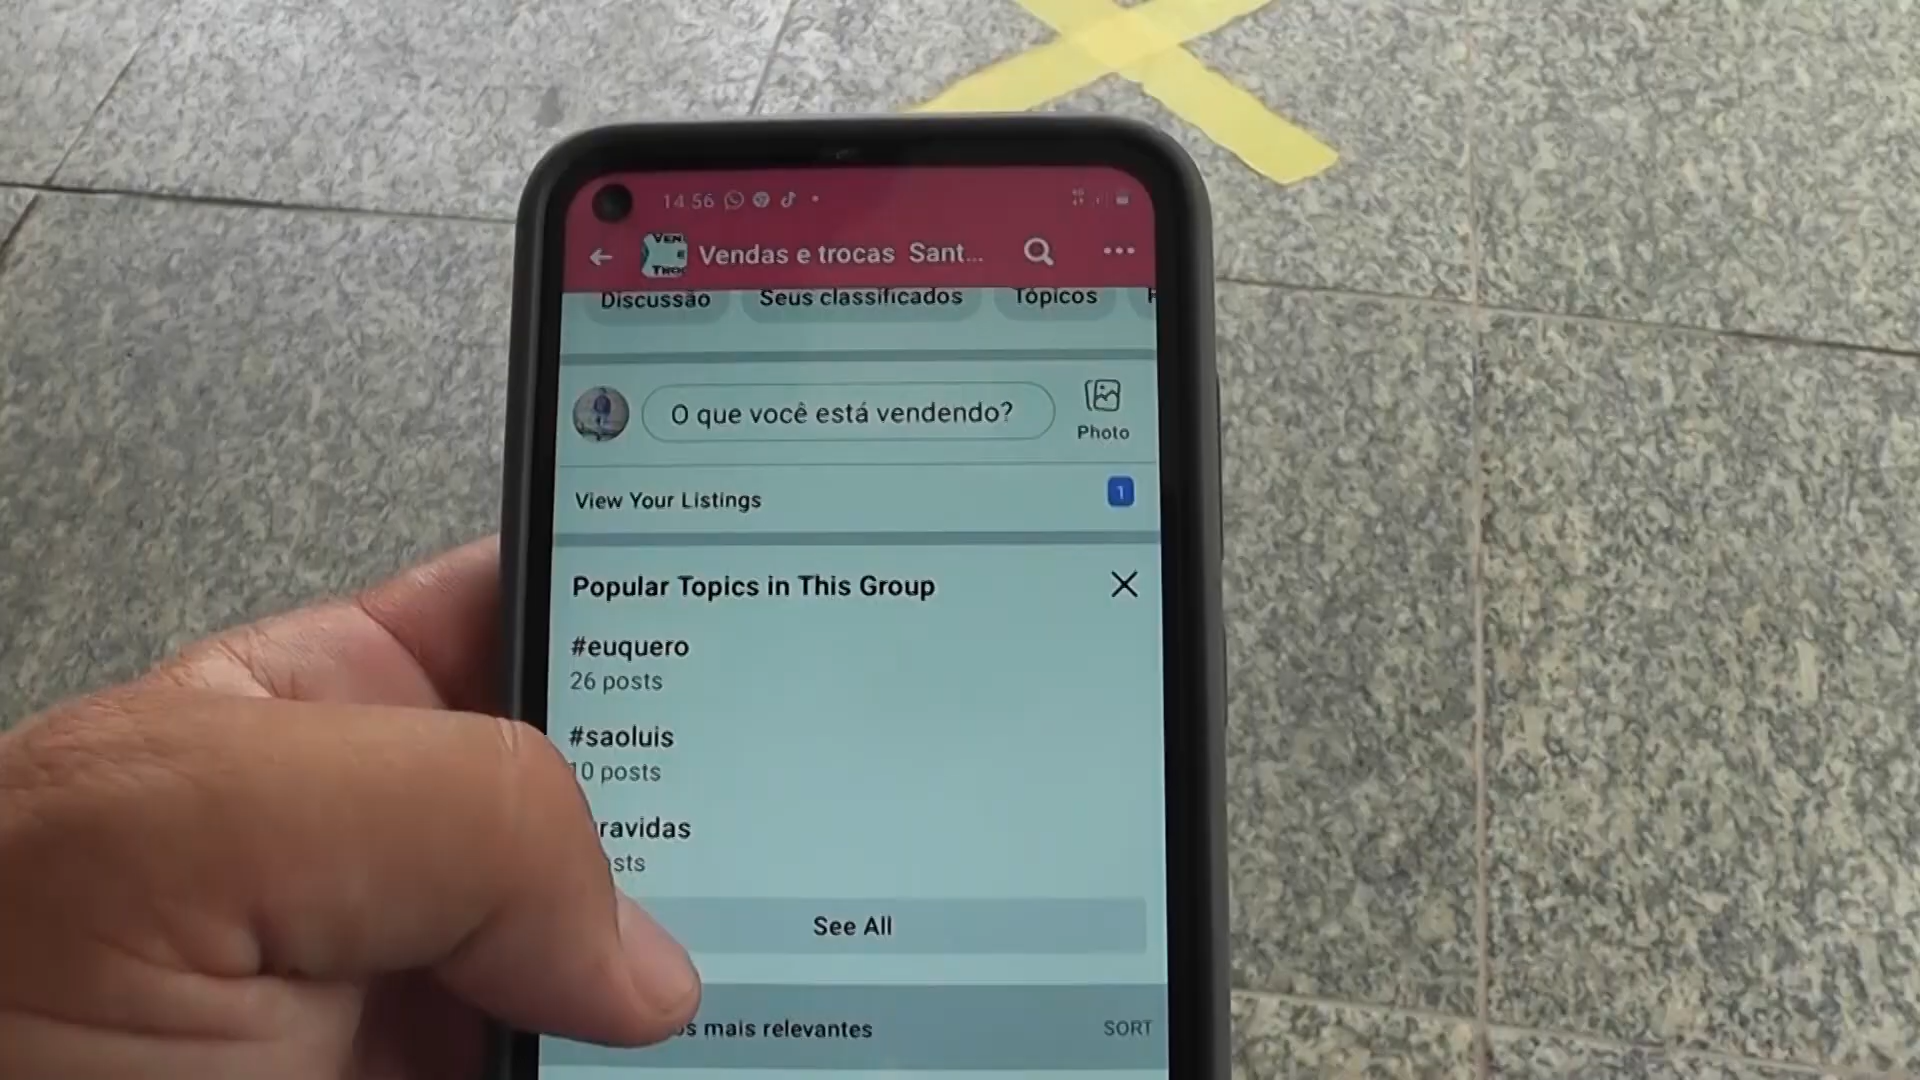 14 56
Vendas e trocas Sant...
Discussão Seus classificados Tópicos
O que você está vendendo?
Photo
View Your Listings 1
Popular Topics in This Group
#euquero
26 posts
#saoluis
10 posts
See All
mais relevantes SORT